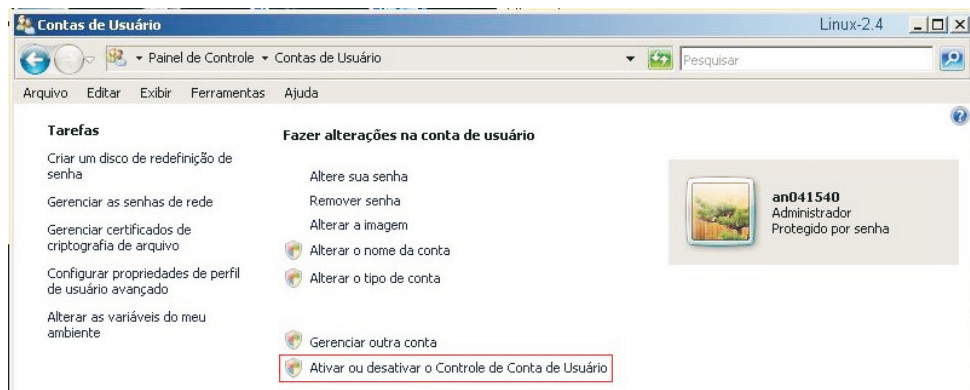 Contas de Usuário
Linux-2.4
Painel de Controle
Contas de Usuário
Pesquisar
Arquivo Editar Exibir Ferramentas Ajuda
Tarefas
Criar um disco de redefinição de
senha
Gerenciar as senhas de rede
Gerenciar certificados de
criptografia de arquivo
Configurar propriedades de perfil
de usuário avançado
Alterar as variáveis do meu
ambiente
Fazer alterações na conta de usuário
Altere sua senha
Remover senha
Alterar a imagem
Alterar o nome da conta
Alterar o tipo de conta
Gerenciar outra conta
Ativar ou desativar o Controle de Conta de Usuário
an041540
Administrador
Protegido por senha